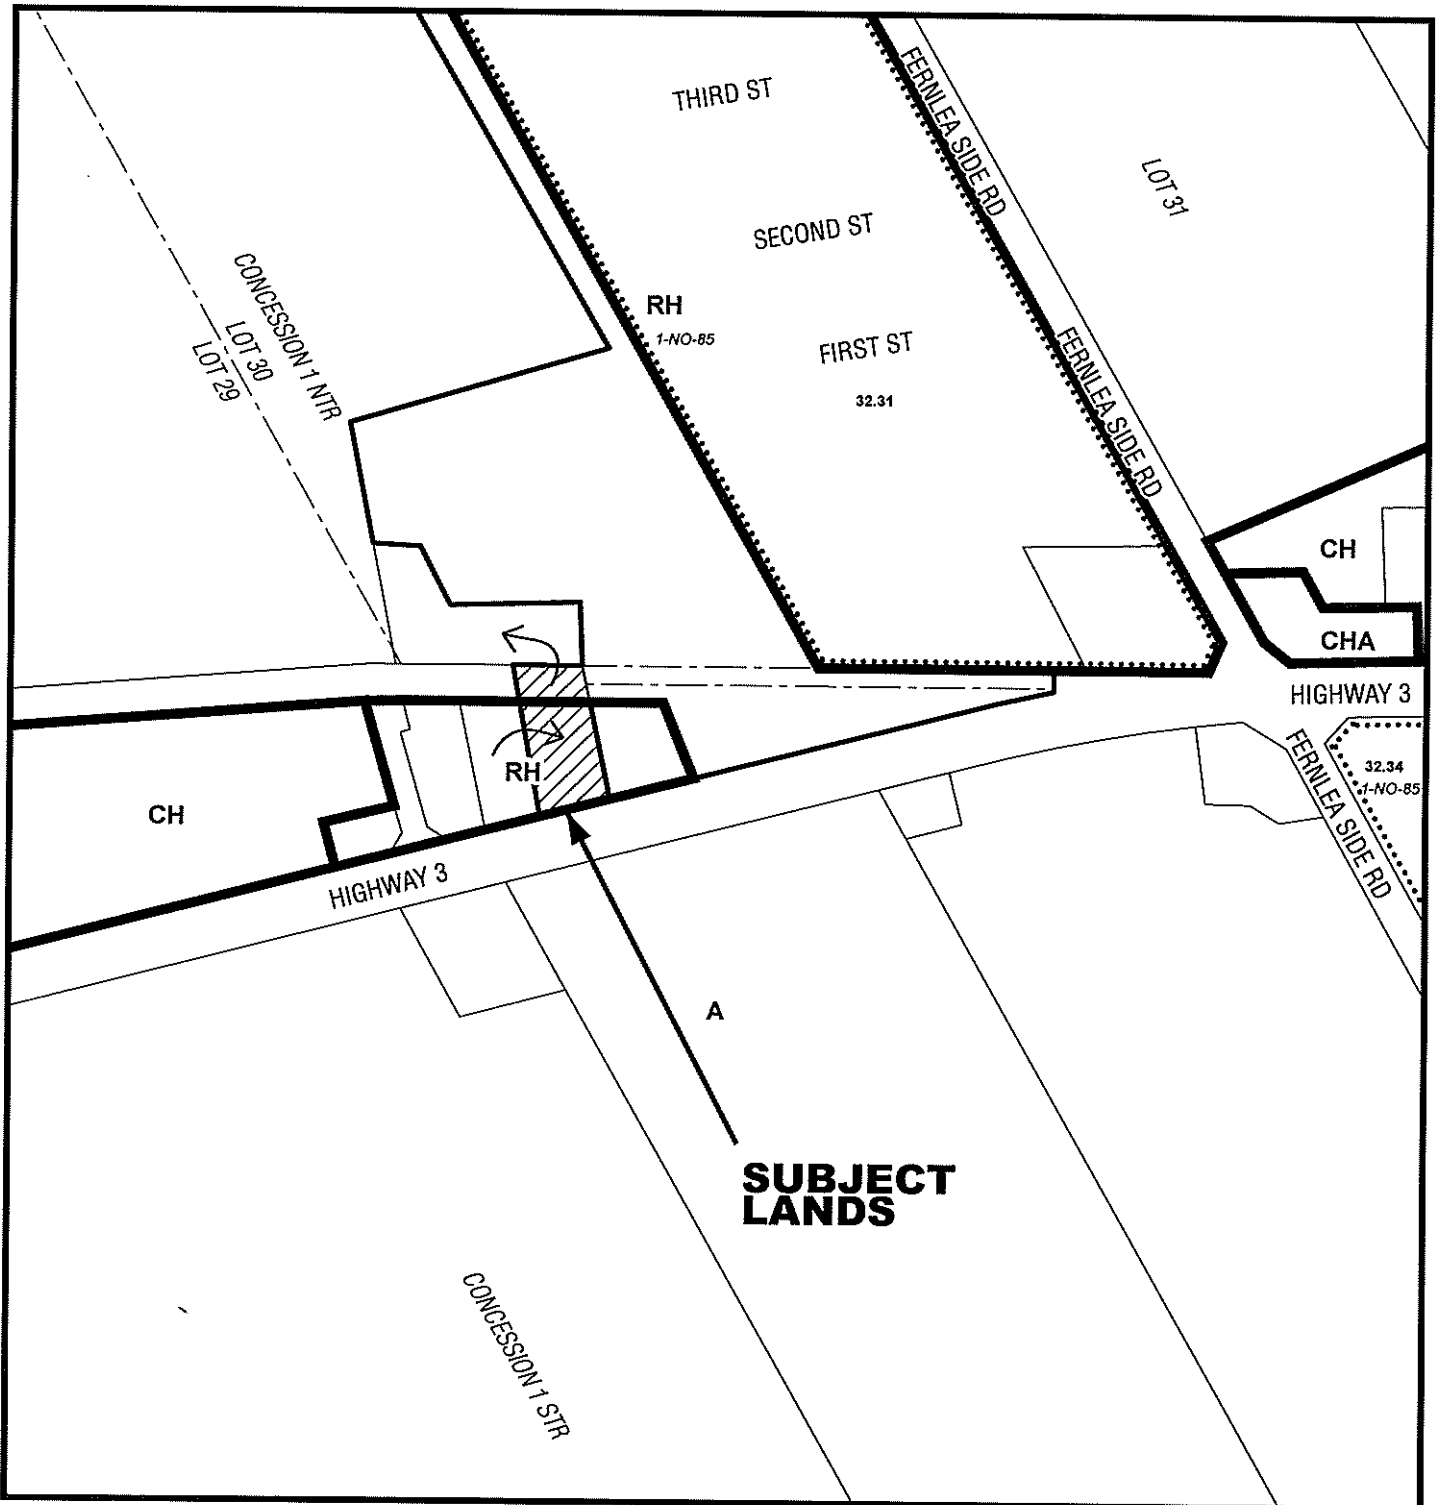 THIRD ST
FERNLEA SIDE RD
LOT 31
SECOND ST
CONCESSION 1 NTR
LOT 30
LOT 29
RH
1-NO-85
FIRST ST
32.31
FERNLEA SIDE RD
CH
CHA
HIGHWAY 3
FERNLEA SIDE RD
32.34
1-NO-85
RH
CH
HIGHWAY 3
A
SUBJECT
LANDS
CONCESSION 1 STR